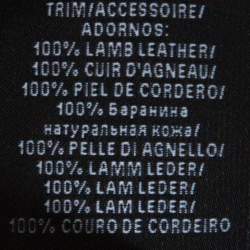 TRIM/ACCESSOIRE/
ADORNOS:
100% LAMB LEATHER/
100% CUIR D'AGNEAU/
100% PIEL DE CORDERO/
100% Баранина
натуральная кожа/
100% PELLE DI AGNELLO/
100% LAMM LEDER/
100% LAM LEDER/
100% LAM LEDER/
100% COURO DE CORDEIRO